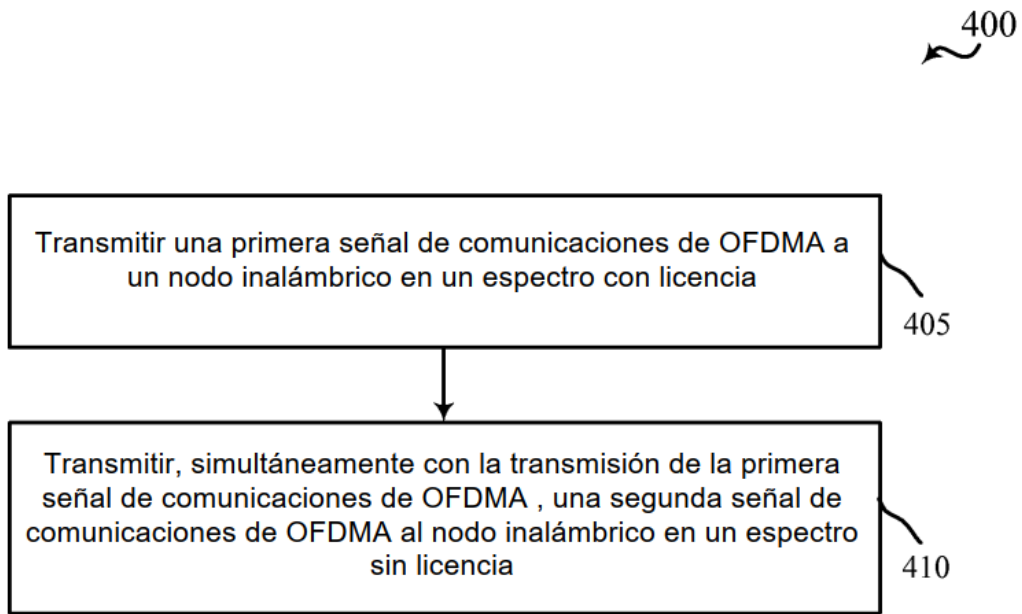 400
Transmitir una primera señal de comunicaciones de OFDMA a
un nodo inalámbrico en un espectro con licencia
405
Transmitir, simultáneamente con la transmisión de la primera
señal de comunicaciones de OFDMA , una segunda señal de
comunicaciones de OFDMA al nodo inalámbrico en un espectro
sin licencia
410